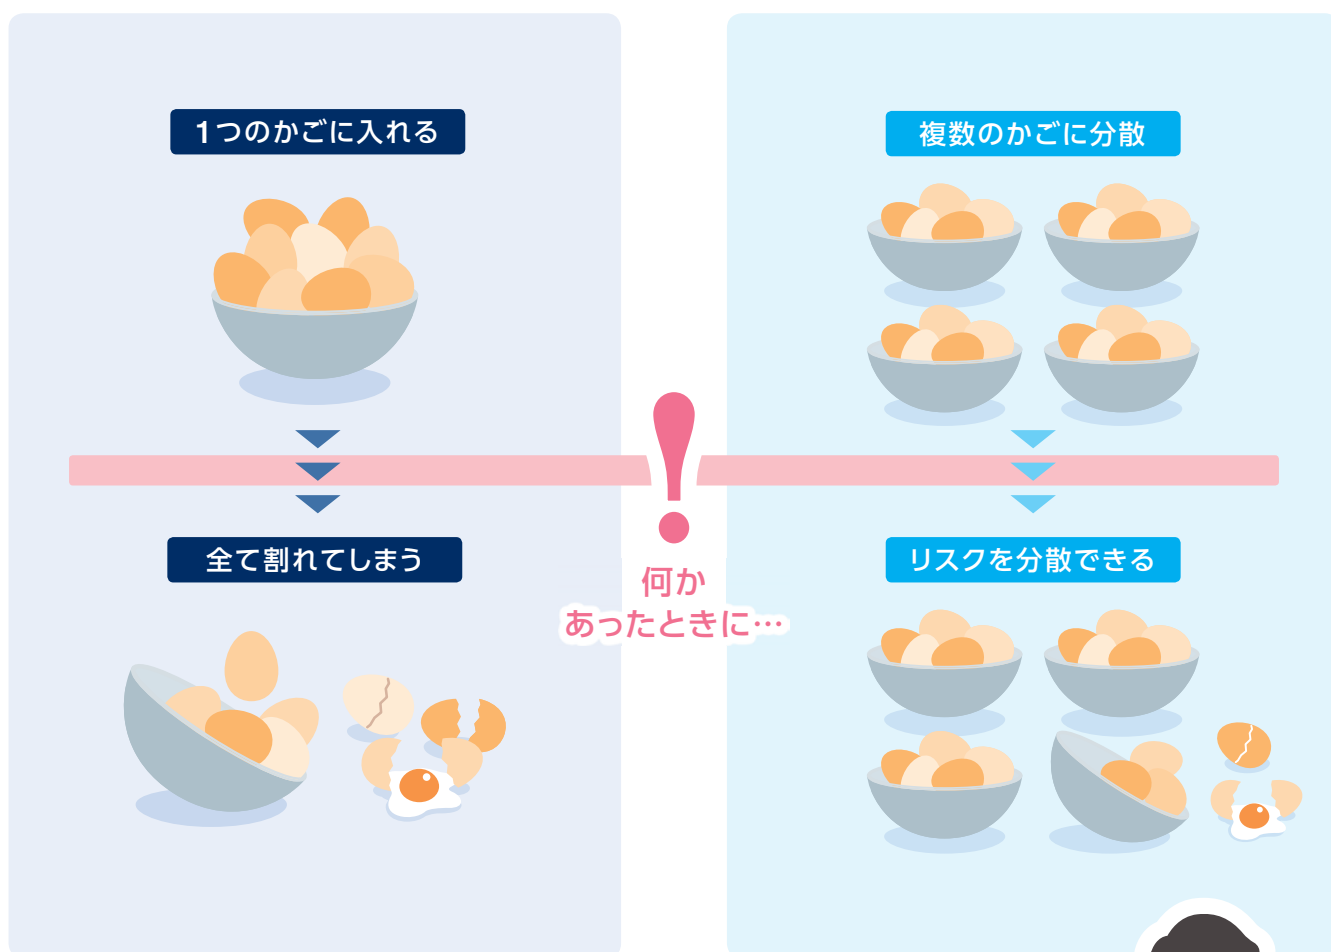 1つのかごに入れる
全て割れてしまう
何か
あったときに…
複数のかごに分散
リスクを分散できる